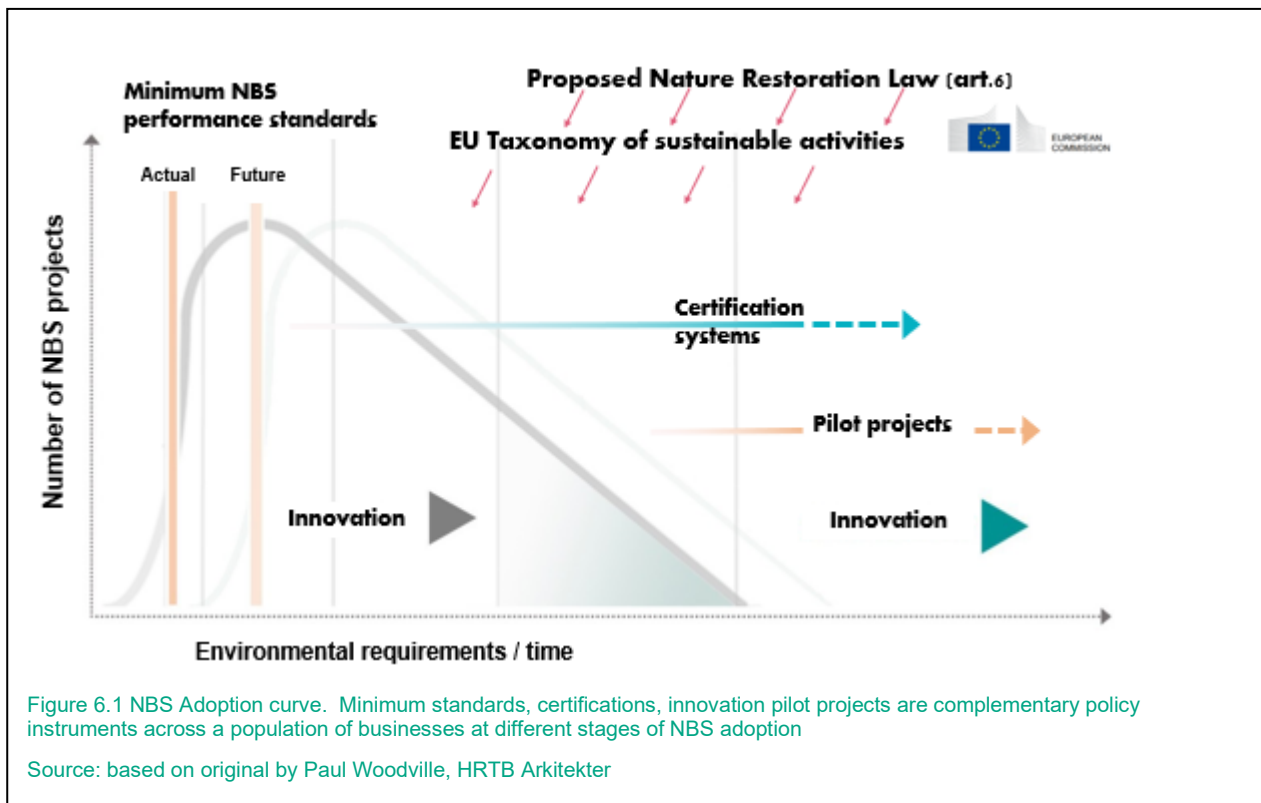 Proposed Nature Restoration Law (art.6)
Minimum NBS
performance standards
EU Taxonomy of sustainable activities
EUROPEAN
COMMISSION
Actual
Future
Number of NBS projects
Certification
systems
Pilot projects
Innovation
Innovation
Environmental requirements / time
Figure 6.1 NBS Adoption curve. Minimum standards, certifications, innovation pilot projects are complementary policy
instruments across a population of businesses at different stages of NBS adoption
Source: based on original by Paul Woodville, HRTB Arkitekter